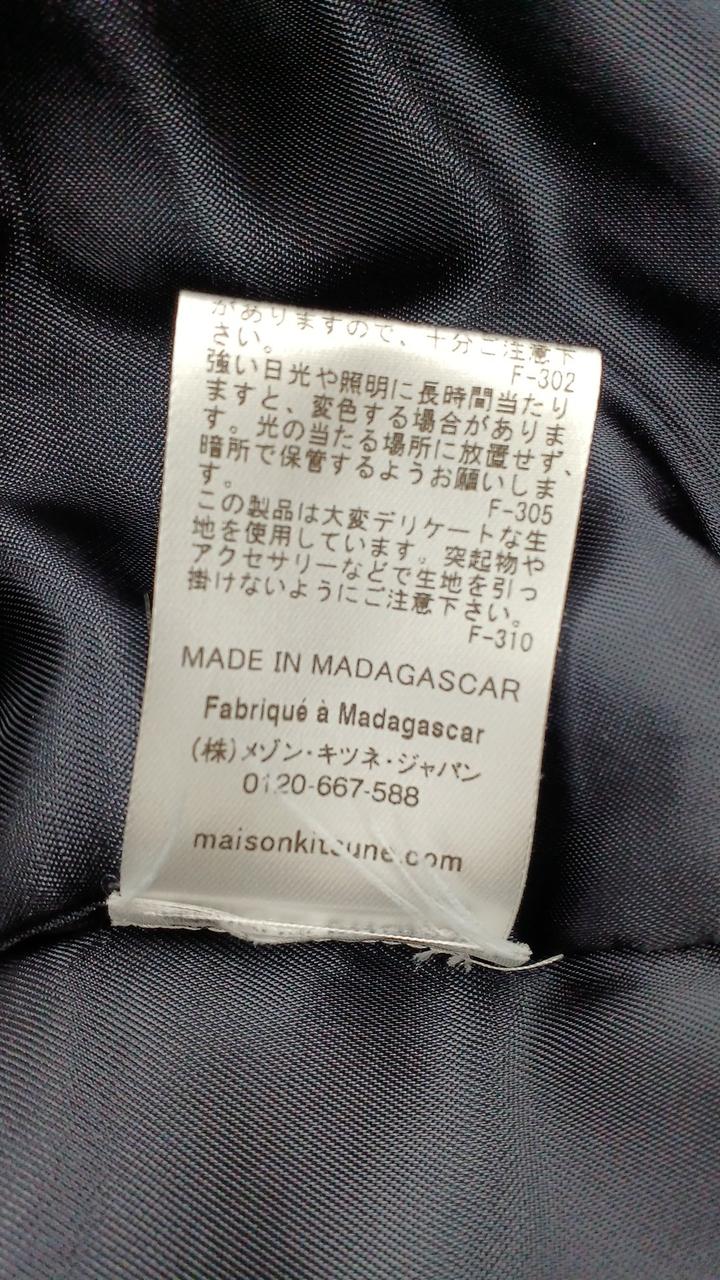 がありますので、十分ご注意下
さい。
F-302
強い日光や照明に長時間当たり
ますと、変色する場合がありま
す。光の当たる場所に放置せず、
暗所で保管するようお願いしま
す。
F-305
この製品は大変デリケートな生
地を使用しています。突起物や
アクセサリーなどで生地を引っ
掛けないようにご注意下さい。
F-310
MADE IN MADAGASCAR
Fabriqué à Madagascar
(株)メゾン・キツネ・ジャパン
0120-667-588
maisonkitsune.com